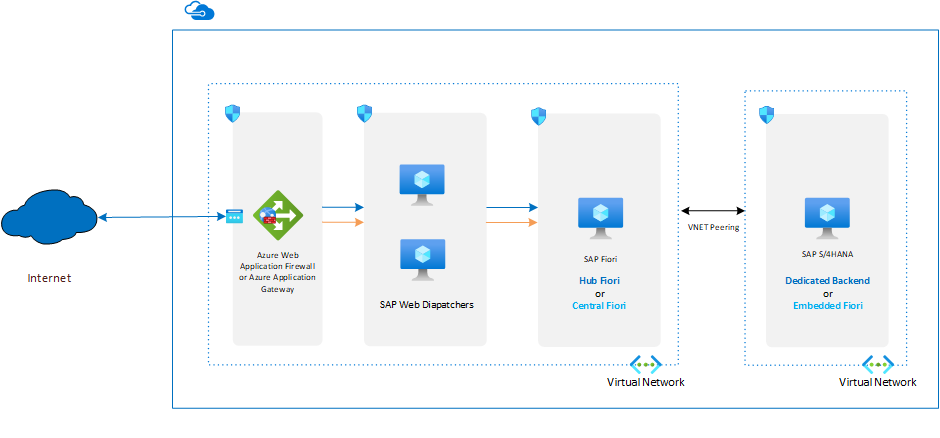 Internet
Azure Web
Application Firewall
or Azure Application
Gateway
SAP Web Diapatchers
SAP Fiori
Hub Fiori
or
Central Fiori
Virtual Network
VNET Peering
SAP S/4HANA
Dedicated Backend
or
Embedded Fiori
Virtual Network